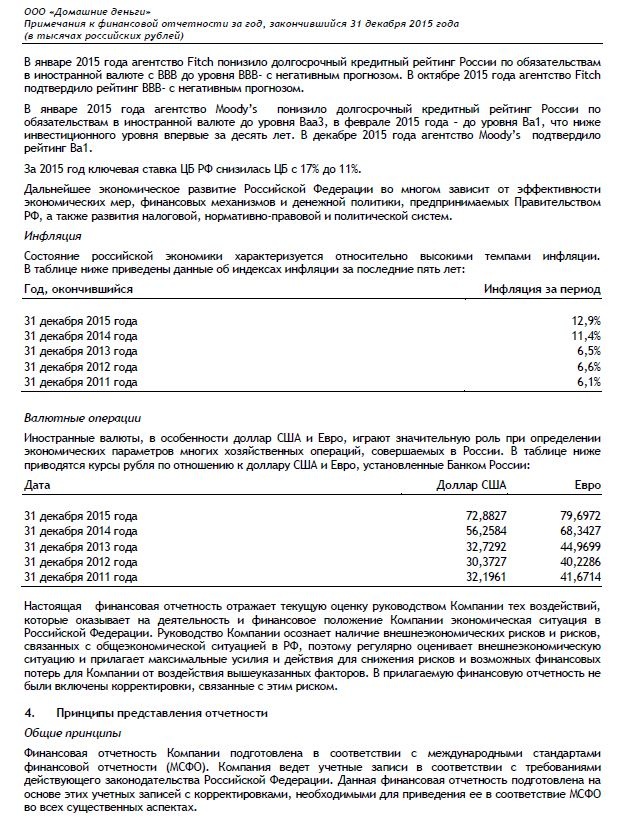 ООО «Домашние деньги»
Примечания к финансовой отчетности за год, закончившийся 31 декабря 2015 года
(в тысячах российских рублей)
В январе 2015 года агентство Fitch понизило долгосрочный кредитный рейтинг России по обязательствам
в иностранной валюте с BBB до уровня BBB- с негативным прогнозом. В октябре 2015 года агентство Fitch
подтвердило рейтинг BBB- с негативным прогнозом.
В январе 2015 года агентство Moody’s понизило долгосрочный кредитный рейтинг России по
обязательствам в иностранной валюте до уровня Baa3, в феврале 2015 года – до уровня Ba1, что ниже
инвестиционного уровня впервые за десять лет. В декабре 2015 года агентство Moody’s подтвердило
рейтинг Ba1.
За 2015 год ключевая ставка ЦБ РФ снизилась ЦБ с 17% до 11%.
Дальнейшее экономическое развитие Российской Федерации во многом зависит от эффективности
экономических мер, финансовых механизмов и денежной политики, предпринимаемых Правительством
РФ, а также развития налоговой, нормативно-правовой и политической систем.
Инфляция
Состояние российской экономики характеризуется относительно высокими темпами инфляции.
В таблице ниже приведены данные об индексах инфляции за последние пять лет:
Год, окончившийся Инфляция за период
31 декабря 2015 года 12,9%
31 декабря 2014 года 11,4%
31 декабря 2013 года 6,5%
31 декабря 2012 года 6,6%
31 декабря 2011 года 6,1%
Валютные операции
Иностранные валюты, в особенности доллар США и Евро, играют значительную роль при определении
экономических параметров многих хозяйственных операций, совершаемых в России. В таблице ниже
приводятся курсы рубля по отношению к доллару США и Евро, установленные Банком России:
Дата Доллар США Евро
31 декабря 2015 года 72,8827 79,6972
31 декабря 2014 года 56,2584 68,3427
31 декабря 2013 года 32,7292 44,9699
31 декабря 2012 года 30,3727 40,2286
31 декабря 2011 года 32,1961 41,6714
Настоящая финансовая отчетность отражает текущую оценку руководством Компании тех воздействий,
которые оказывает на деятельность и финансовое положение Компании экономическая ситуация в
Российской Федерации. Руководство Компании осознает наличие внешнеэкономических рисков и рисков,
связанных с общеэкономической ситуацией в РФ, поэтому регулярно оценивает внешнеэкономическую
ситуацию и прилагает максимальные усилия и действия для снижения рисков и возможных финансовых
потерь для Компании от воздействия вышеуказанных факторов. В прилагаемую финансовую отчетность не
были включены корректировки, связанные с этим риском.
4. Принципы представления отчетности
Общие принципы
Финансовая отчетность Компании подготовлена в соответствии с международными стандартами
финансовой отчетности (МСФО). Компания ведет учетные записи в соответствии с требованиями
действующего законодательства Российской Федерации. Данная финансовая отчетность подготовлена на
основе этих учетных записей с корректировками, необходимыми для приведения ее в соответствие МСФО
во всех существенных аспектах.